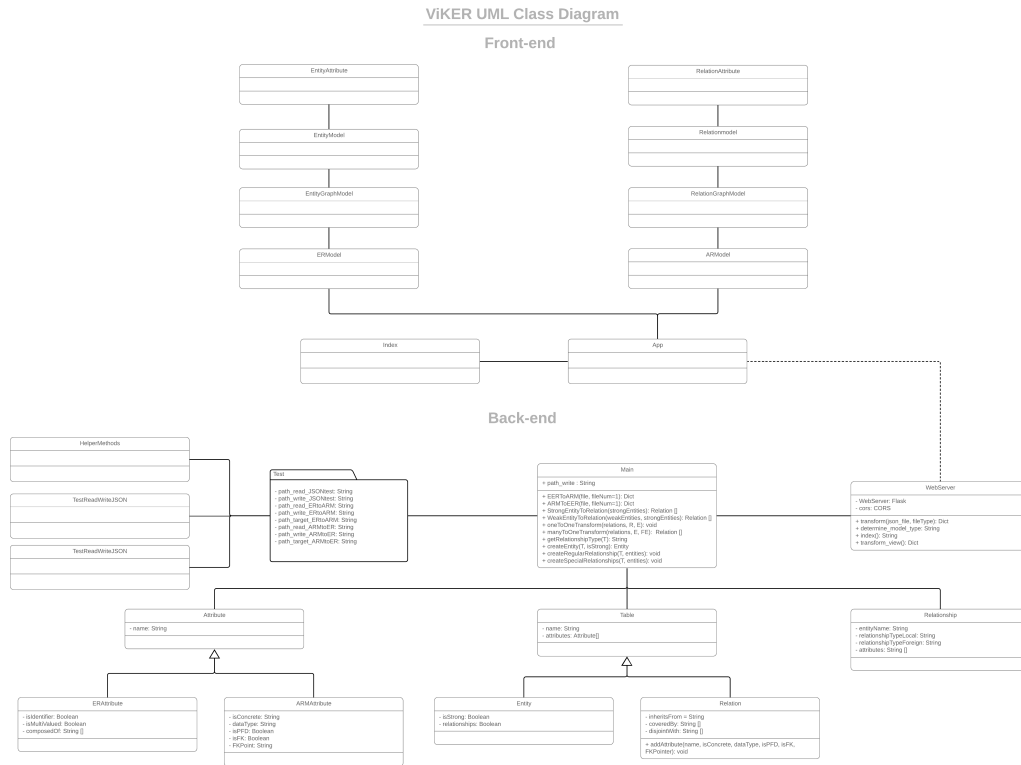 ViKER UML Class Diagram
Front-end
EntityAttribute
RelationAttribute
EntityModel
Relationmodel
EntityGraphModel
RelationGraphModel
ERModel
ARModel
Index
App
Back-end
HelperMethods
TestReadWriteJSON
TestReadWriteJSON
Test
- path_read_JSONtest: String
- path_write_JSONtest: String
- path_read_ERtoARM: String
- path_write_ERtoARM: String
- path_target_ERtoARM: String
- path_read_ARMtoER: String
- path_write_ARMtoER: String
- path_target_ARMtoER: String
Main
+ path_write : String
+ EERToARM(file, fileNum=1): Dict
+ ARMToEER(file, fileNum=1): Dict
+ StrongEntityToRelation(strongEntities): Relation []
+ WeakEntityToRelation(weakEntities, strongEntities): Relation []
+ oneToOneTransform(relations, R, E): void
+ manyToOneTransform(relations, E, FE): Relation []
+ getRelationshipType(T): String
+ createEntity(T, isStrong): Entity
+ createRegularRelationship(T, entities): void
+ createSpecialRelationships(T, entities): void
WebServer
- WebServer: Flask
- cors: CORS
+ transform(json_file, fileType): Dict
+ determine_model_type: String
+ index(): String
+ transform_view(): Dict
Attribute
- name: String
Table
- name: String
- attributes: Attribute[]
Relationship
- entityName: String
- relationshipTypeLocal: String
- relationshipTypeForeign: String
- attributes: String []
ERAttribute
- isIdentifier: Boolean
- isMultiValued: Boolean
- composedOf: String []
ARMAttribute
- isConcrete: String
- dataType: String
- isPFD: Boolean
- isFK: Boolean
- FKPoint: String
Entity
- isStrong: Boolean
- relationships: Boolean
Relation
- inheritsFrom = String
- coveredBy: String []
- disjointWith: String []
+ addAttribute(name, isConcrete, dataType, isPFD, isFK,
FKPointer): void